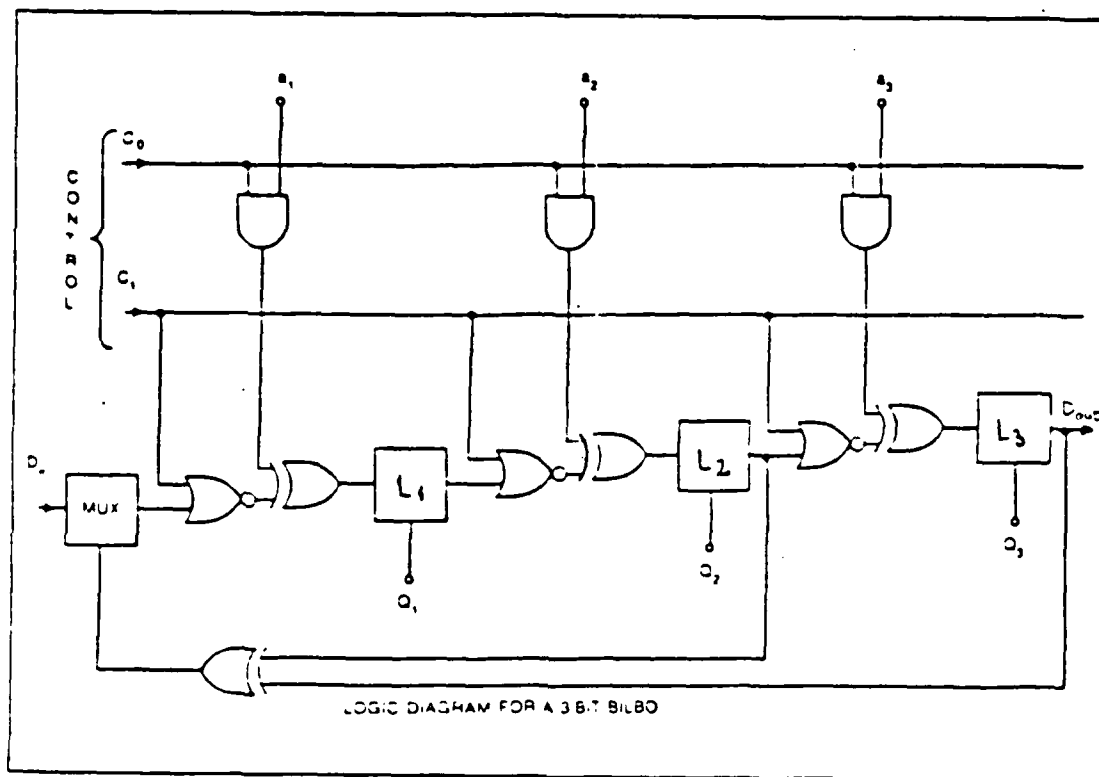 a₁
a₂
a₃
C₀
CONTROL
C₁
D
MUX
L₁
L₂
L₃
Dout
Q₁
Q₂
Q₃
LOGIC DIAGRAM FOR A 3 BIT BILBO